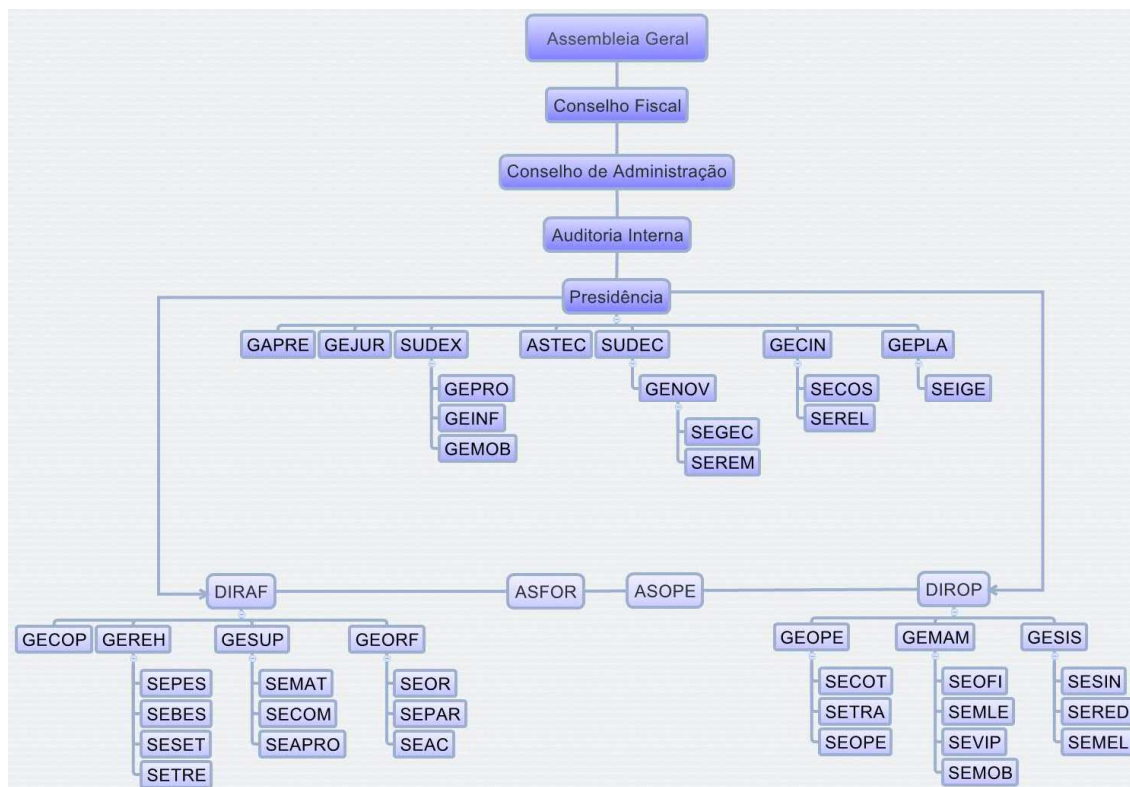 Assembleia Geral
Conselho Fiscal
Conselho de Administração
Auditoria Interna
Presidência
GAPRE GEJUR SUDEX ASTEC SUDEC GECIN GEPLA
GEPRO GENOV SECOS SEIGE
GEINF SEREL
GEMOB SEGEC
SEREM
DIRAF ASFOR ASOPE DIROP
GECOP GEREH GESUP GEORF GEOPE GEMAM GESIS
SEPES SEMAT SEOR SECOT SEOFI SESIN
SEBES SECOM SEPAR SETRA SEMLE SERED
SESET SEAPRO SEAC SEOPE SEVIP SEMEL
SETRE SEMOB